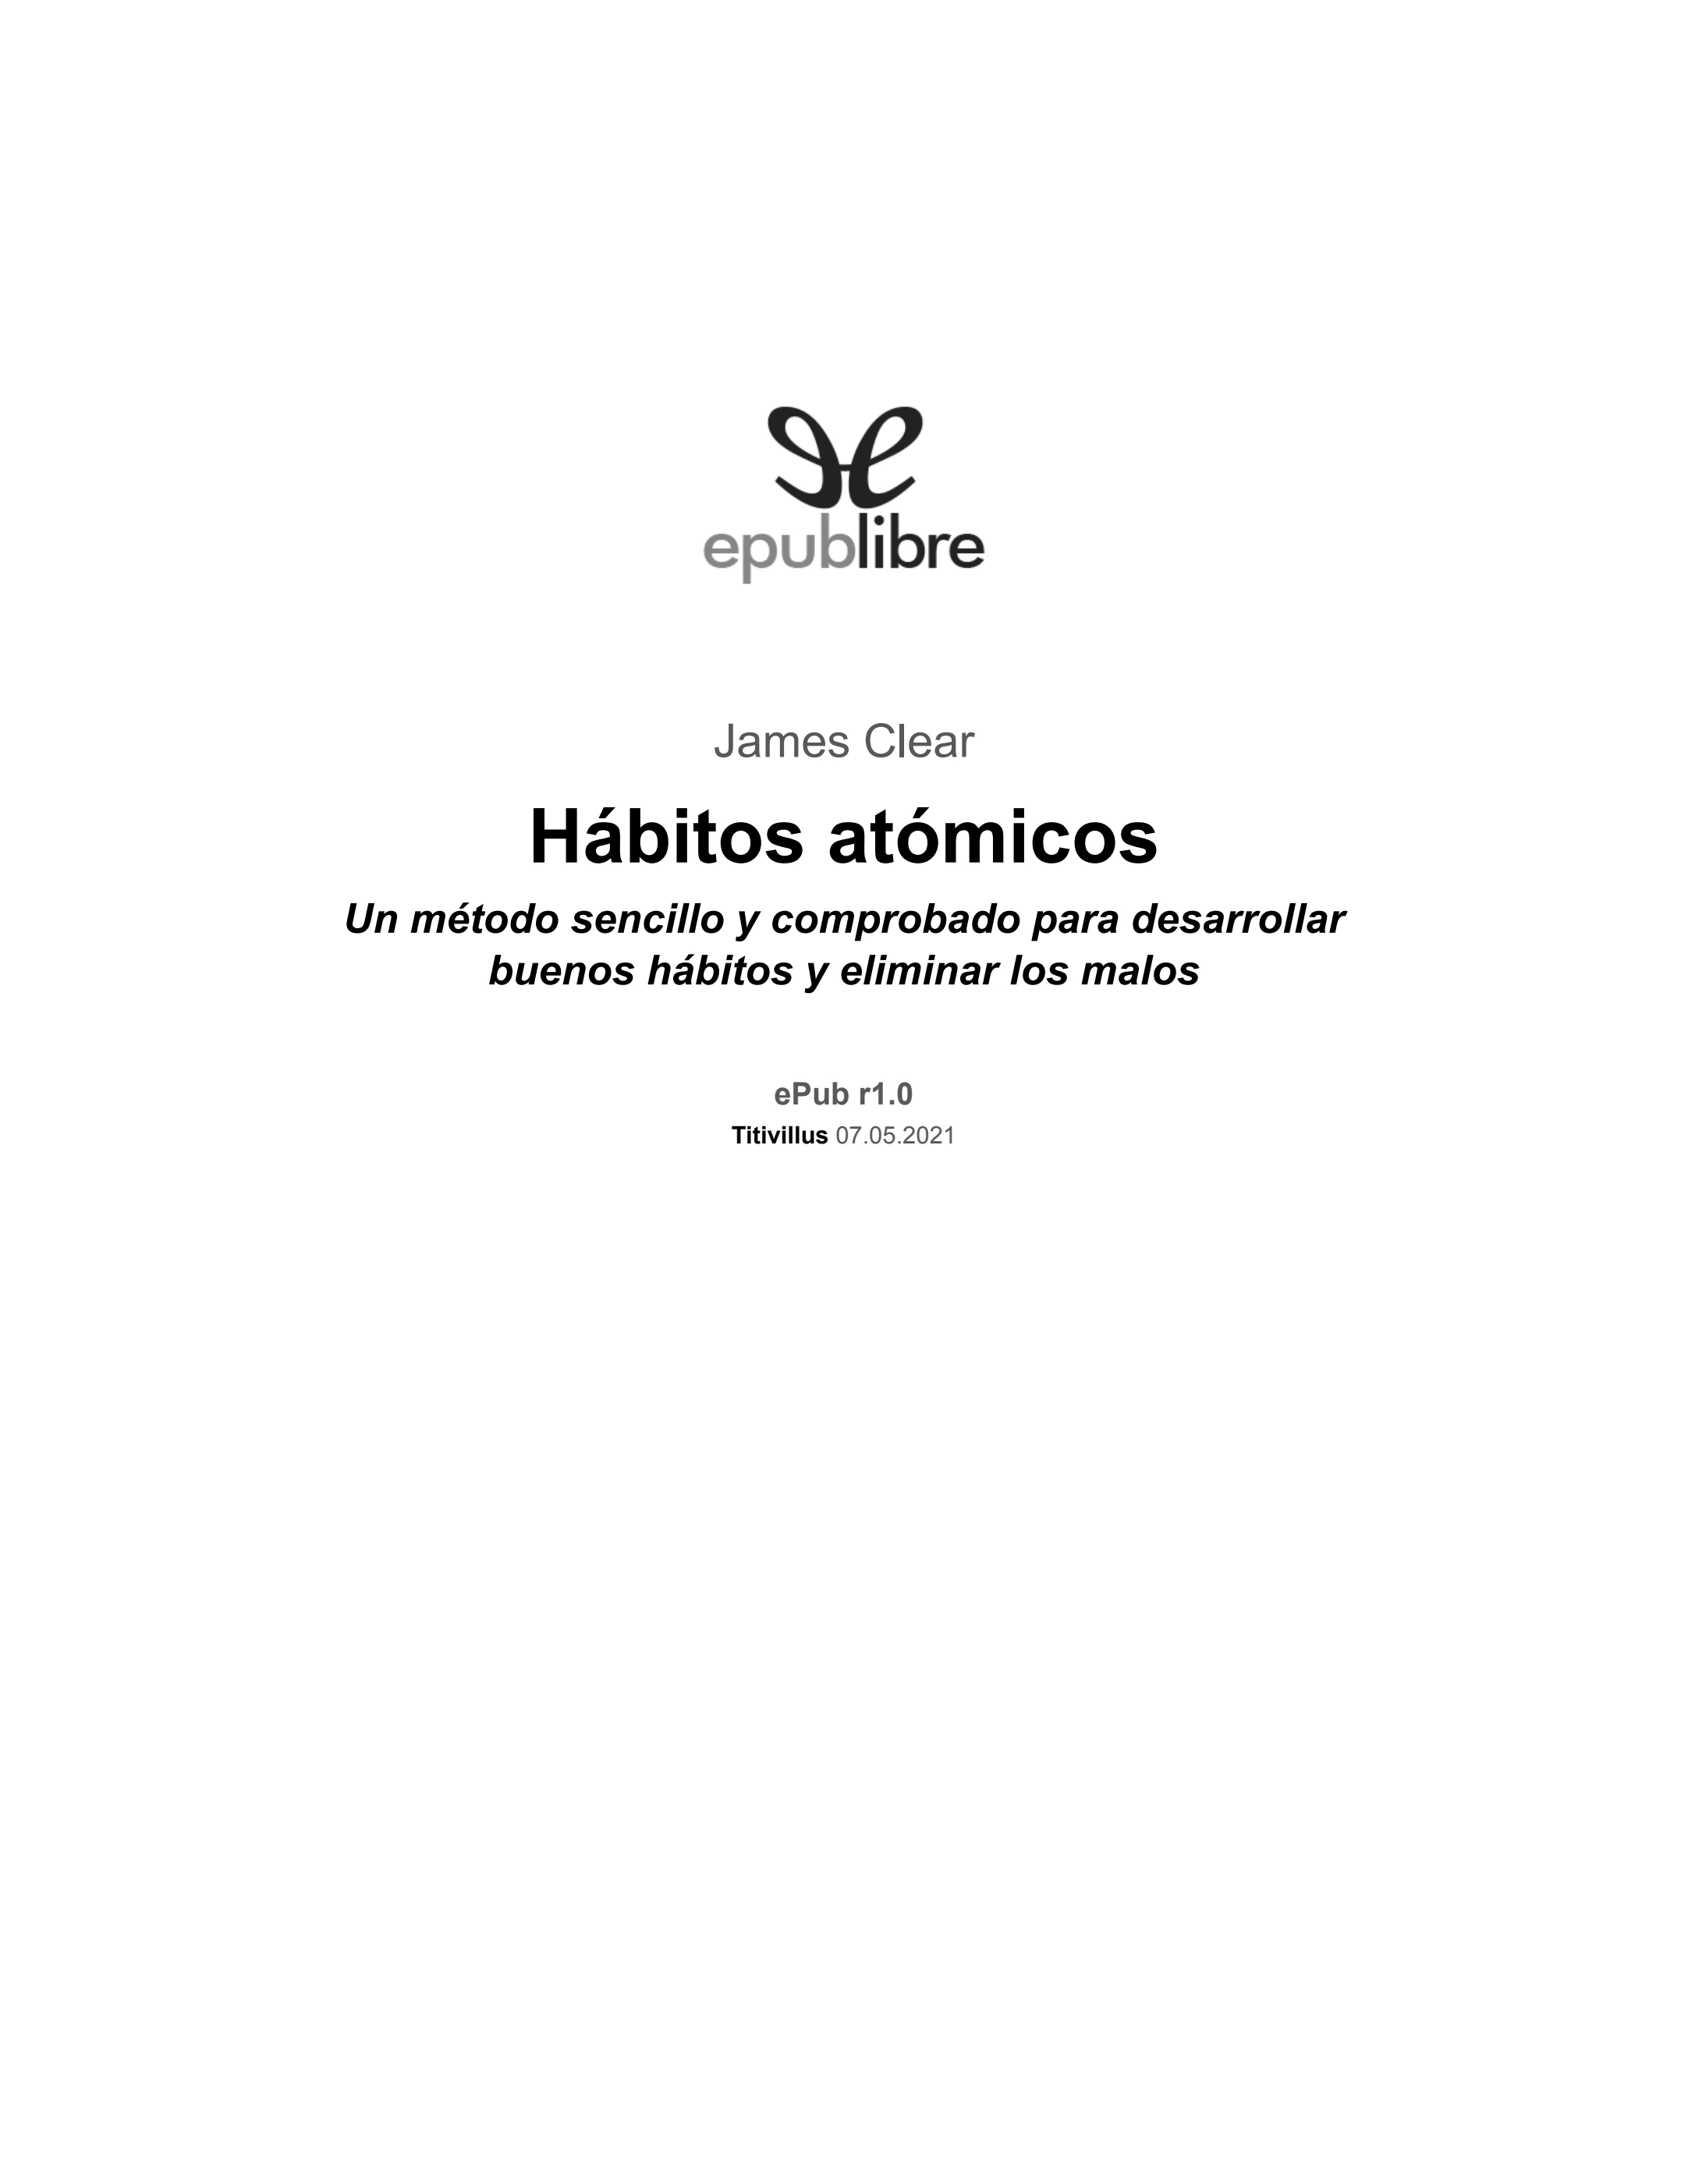 epublibre
James Clear
Hábitos atómicos
Un método sencillo y comprobado para desarrollar
buenos hábitos y eliminar los malos
ePub r1.0
Titivillus 07.05.2021